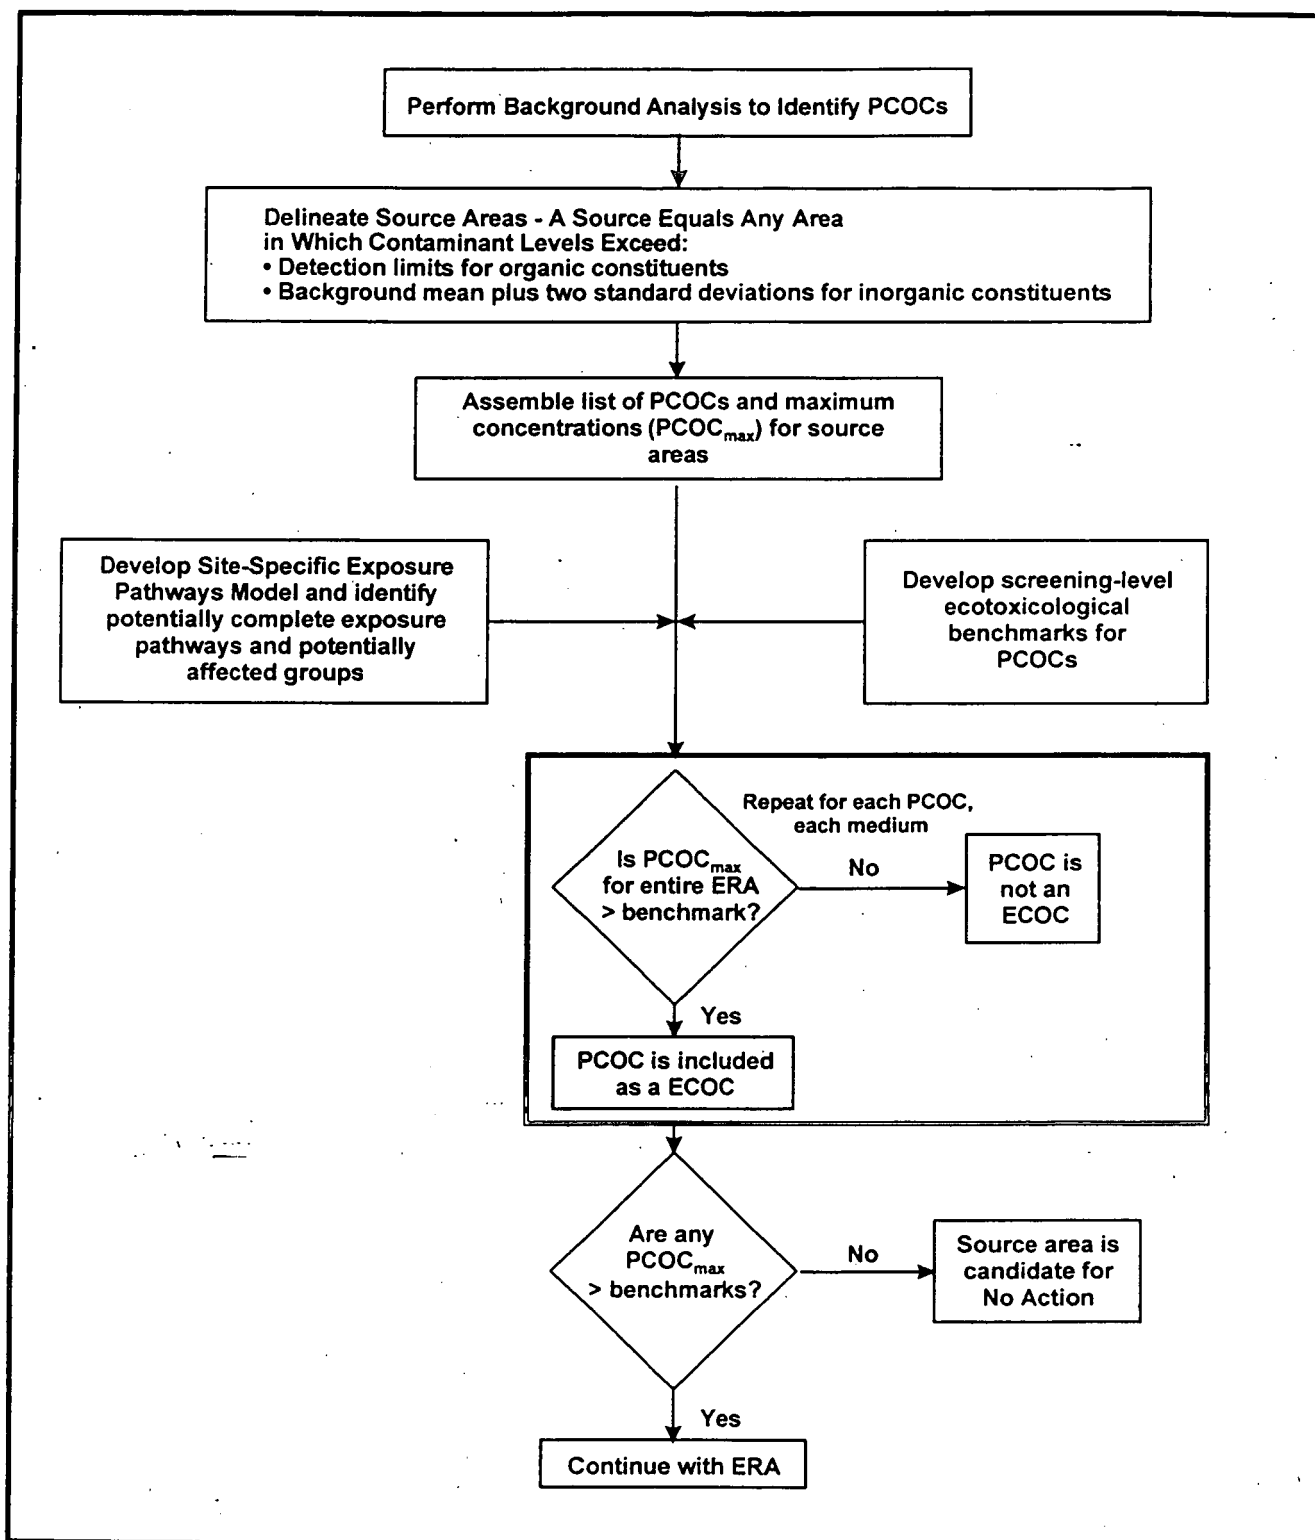 Perform Background Analysis to Identify PCOCs
Delineate Source Areas - A Source Equals Any Area
in Which Contaminant Levels Exceed:
• Detection limits for organic constituents
• Background mean plus two standard deviations for inorganic constituents
Assemble list of PCOCs and maximum
concentrations (PCOCmax) for source
areas
Develop Site-Specific Exposure
Pathways Model and identify
potentially complete exposure
pathways and potentially
affected groups
Develop screening-level
ecotoxicological
benchmarks for
PCOCs
Repeat for each PCOC,
each medium
Is PCOCmax
for entire ERA
> benchmark?
No
PCOC is
not an
ECOC
Yes
PCOC is included
as a ECOC
Are any
PCOCmax
> benchmarks?
No
Source area is
candidate for
No Action
Yes
Continue with ERA